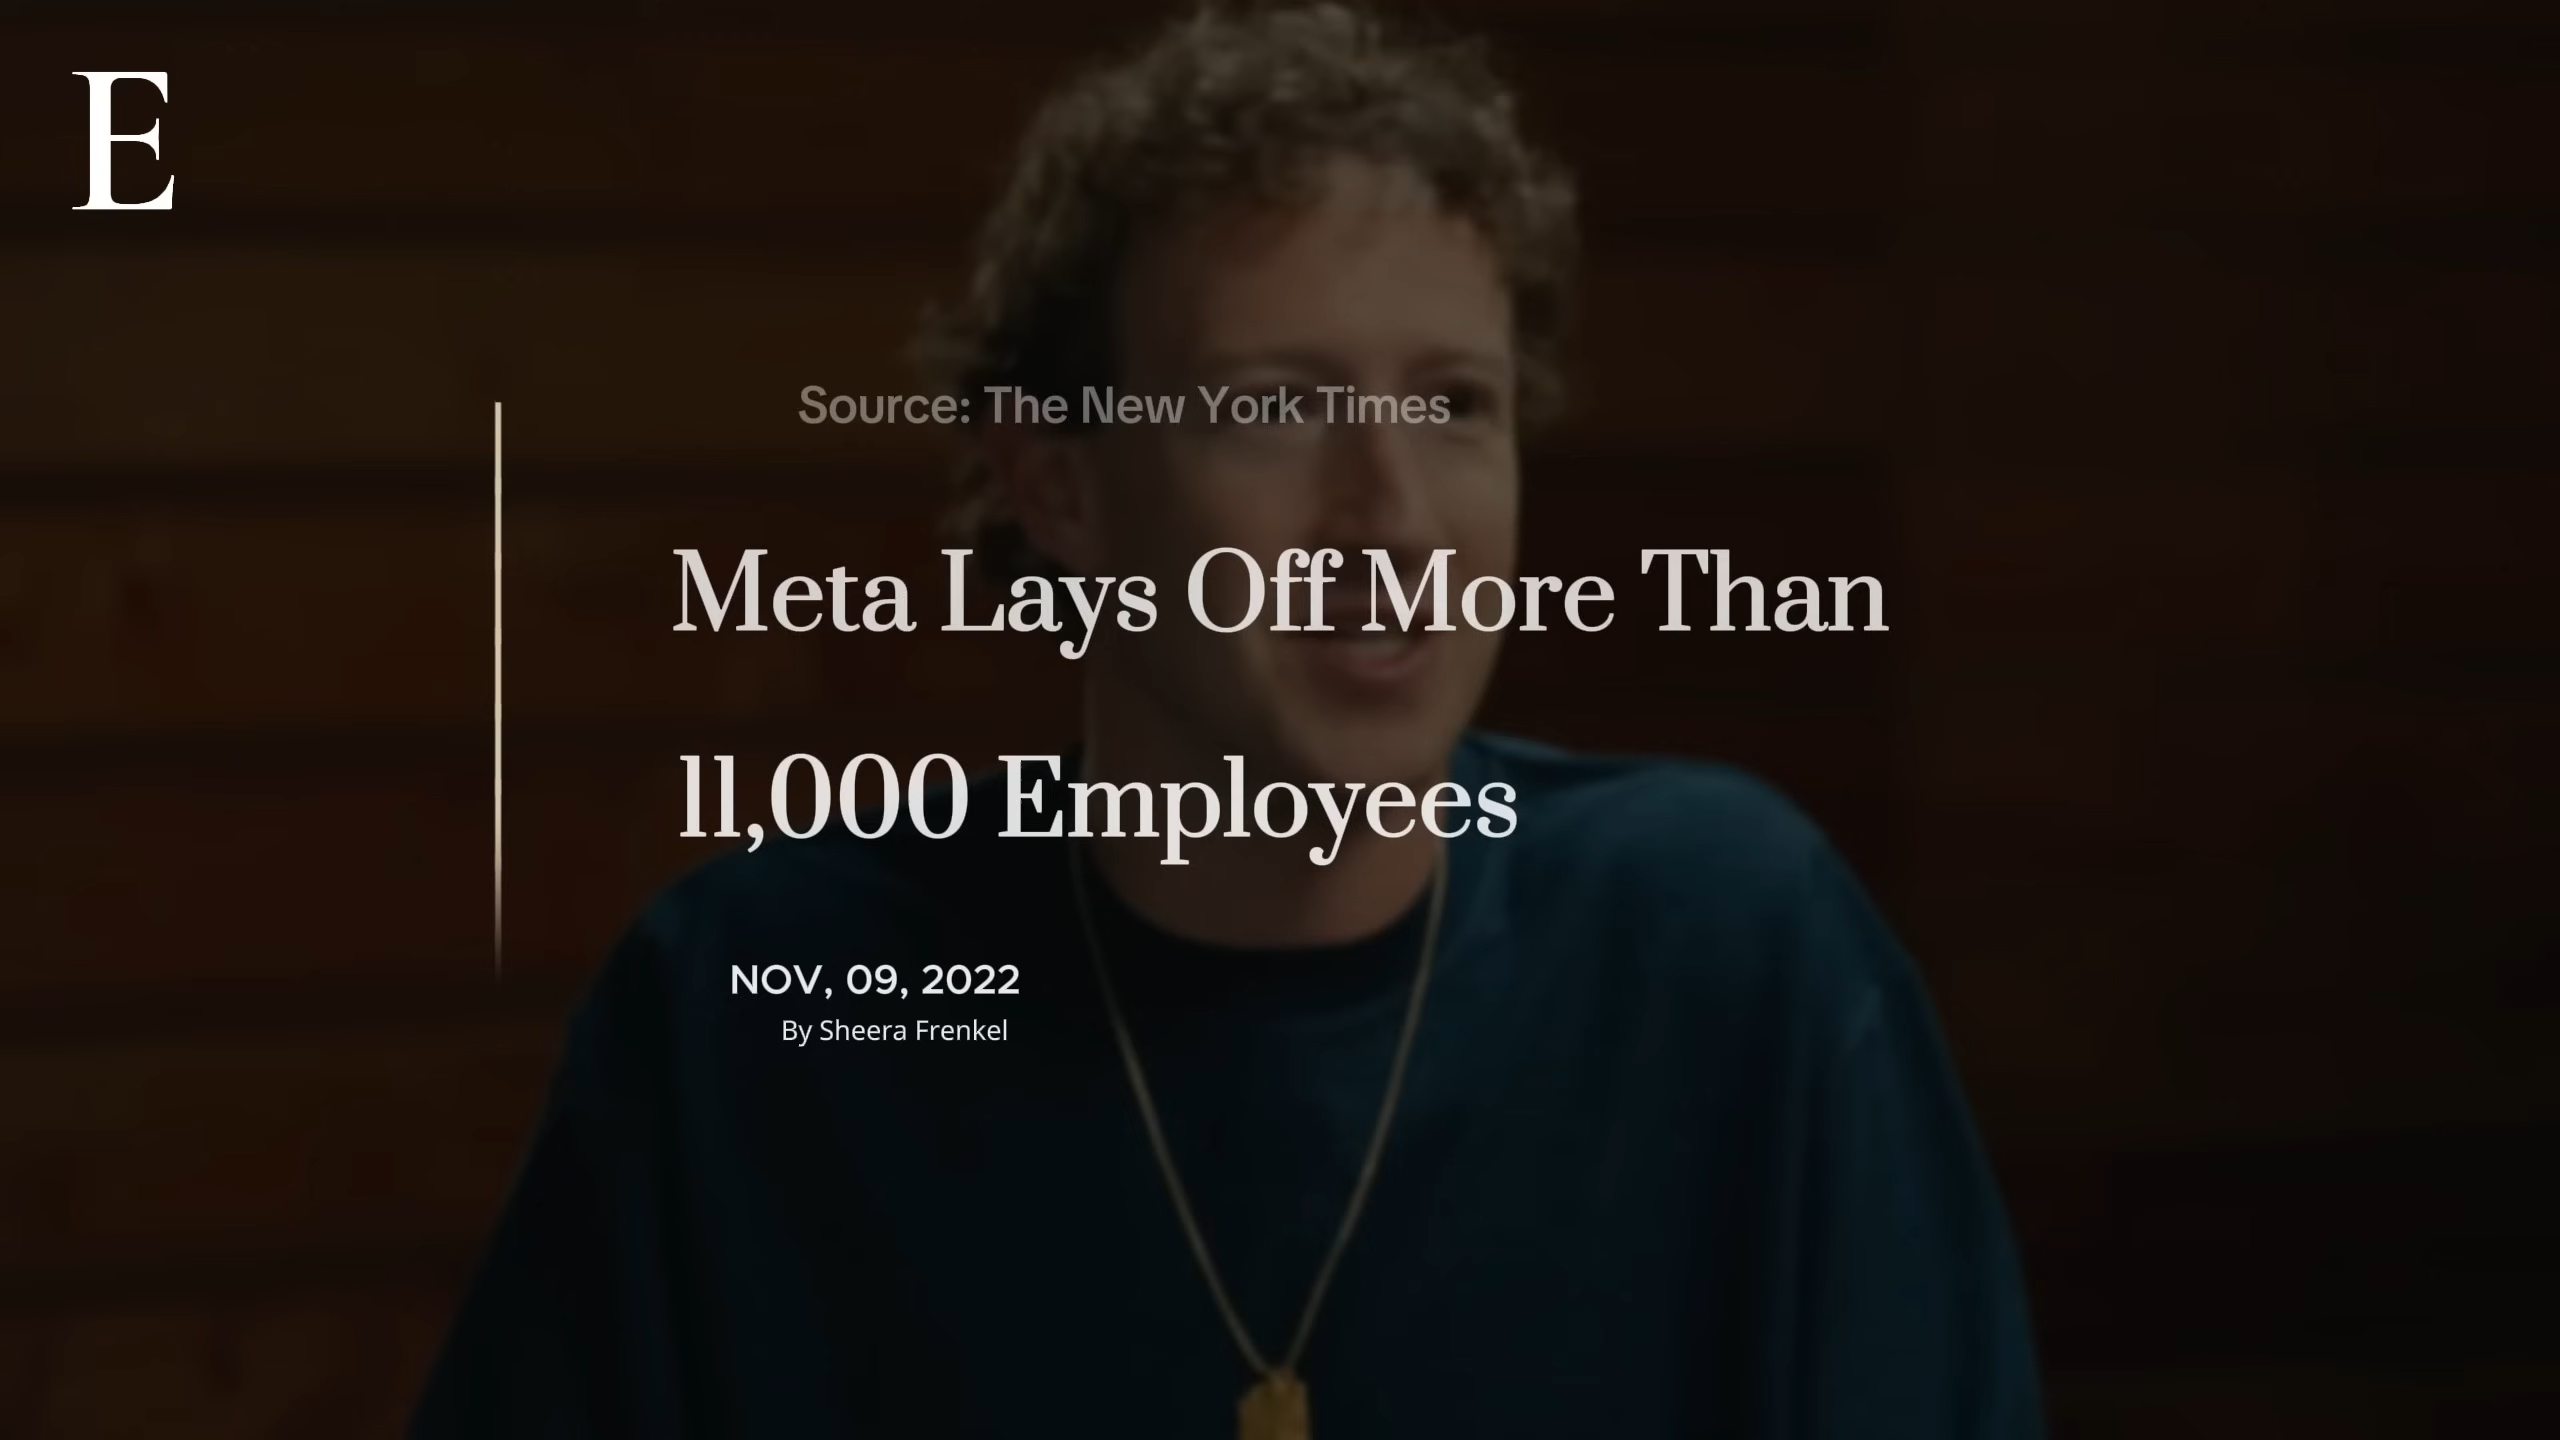 E
Source: The New York Times
Meta Lays Off More Than
11,000 Employees
NOV, 09, 2022
By Sheera Frenkel